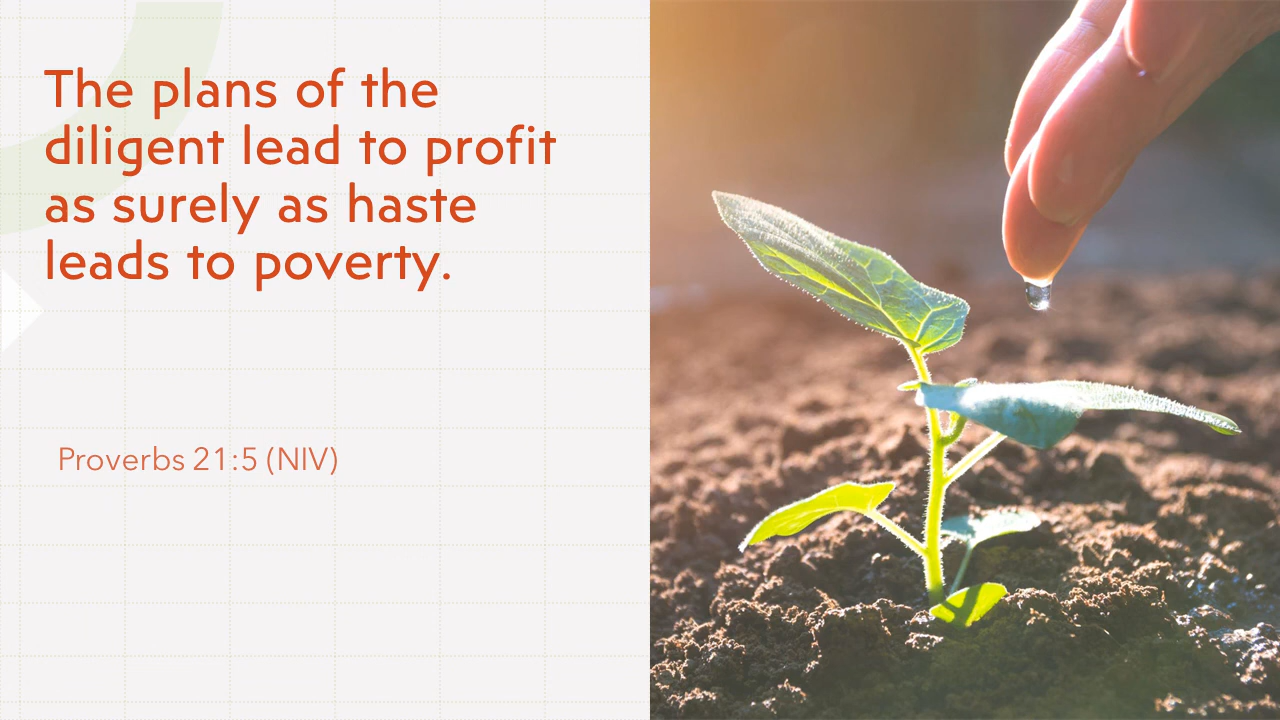 The plans of the
diligent lead to profit
as surely as haste
leads to poverty.
Proverbs 21:5 (NIV)